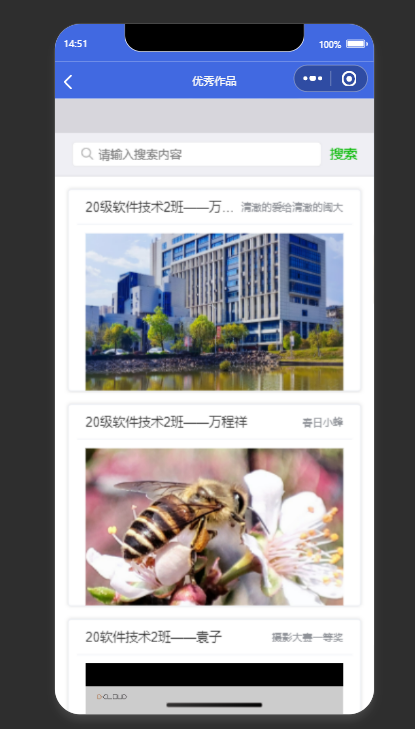 14:51
100%
优秀作品
请输入搜索内容
搜索
20级软件技术2班——万... 清澈的爱给清澈的闽大
20级软件技术2班——万程祥 春日小蜂
20软件技术2班——袁子 摄影大赛一等奖